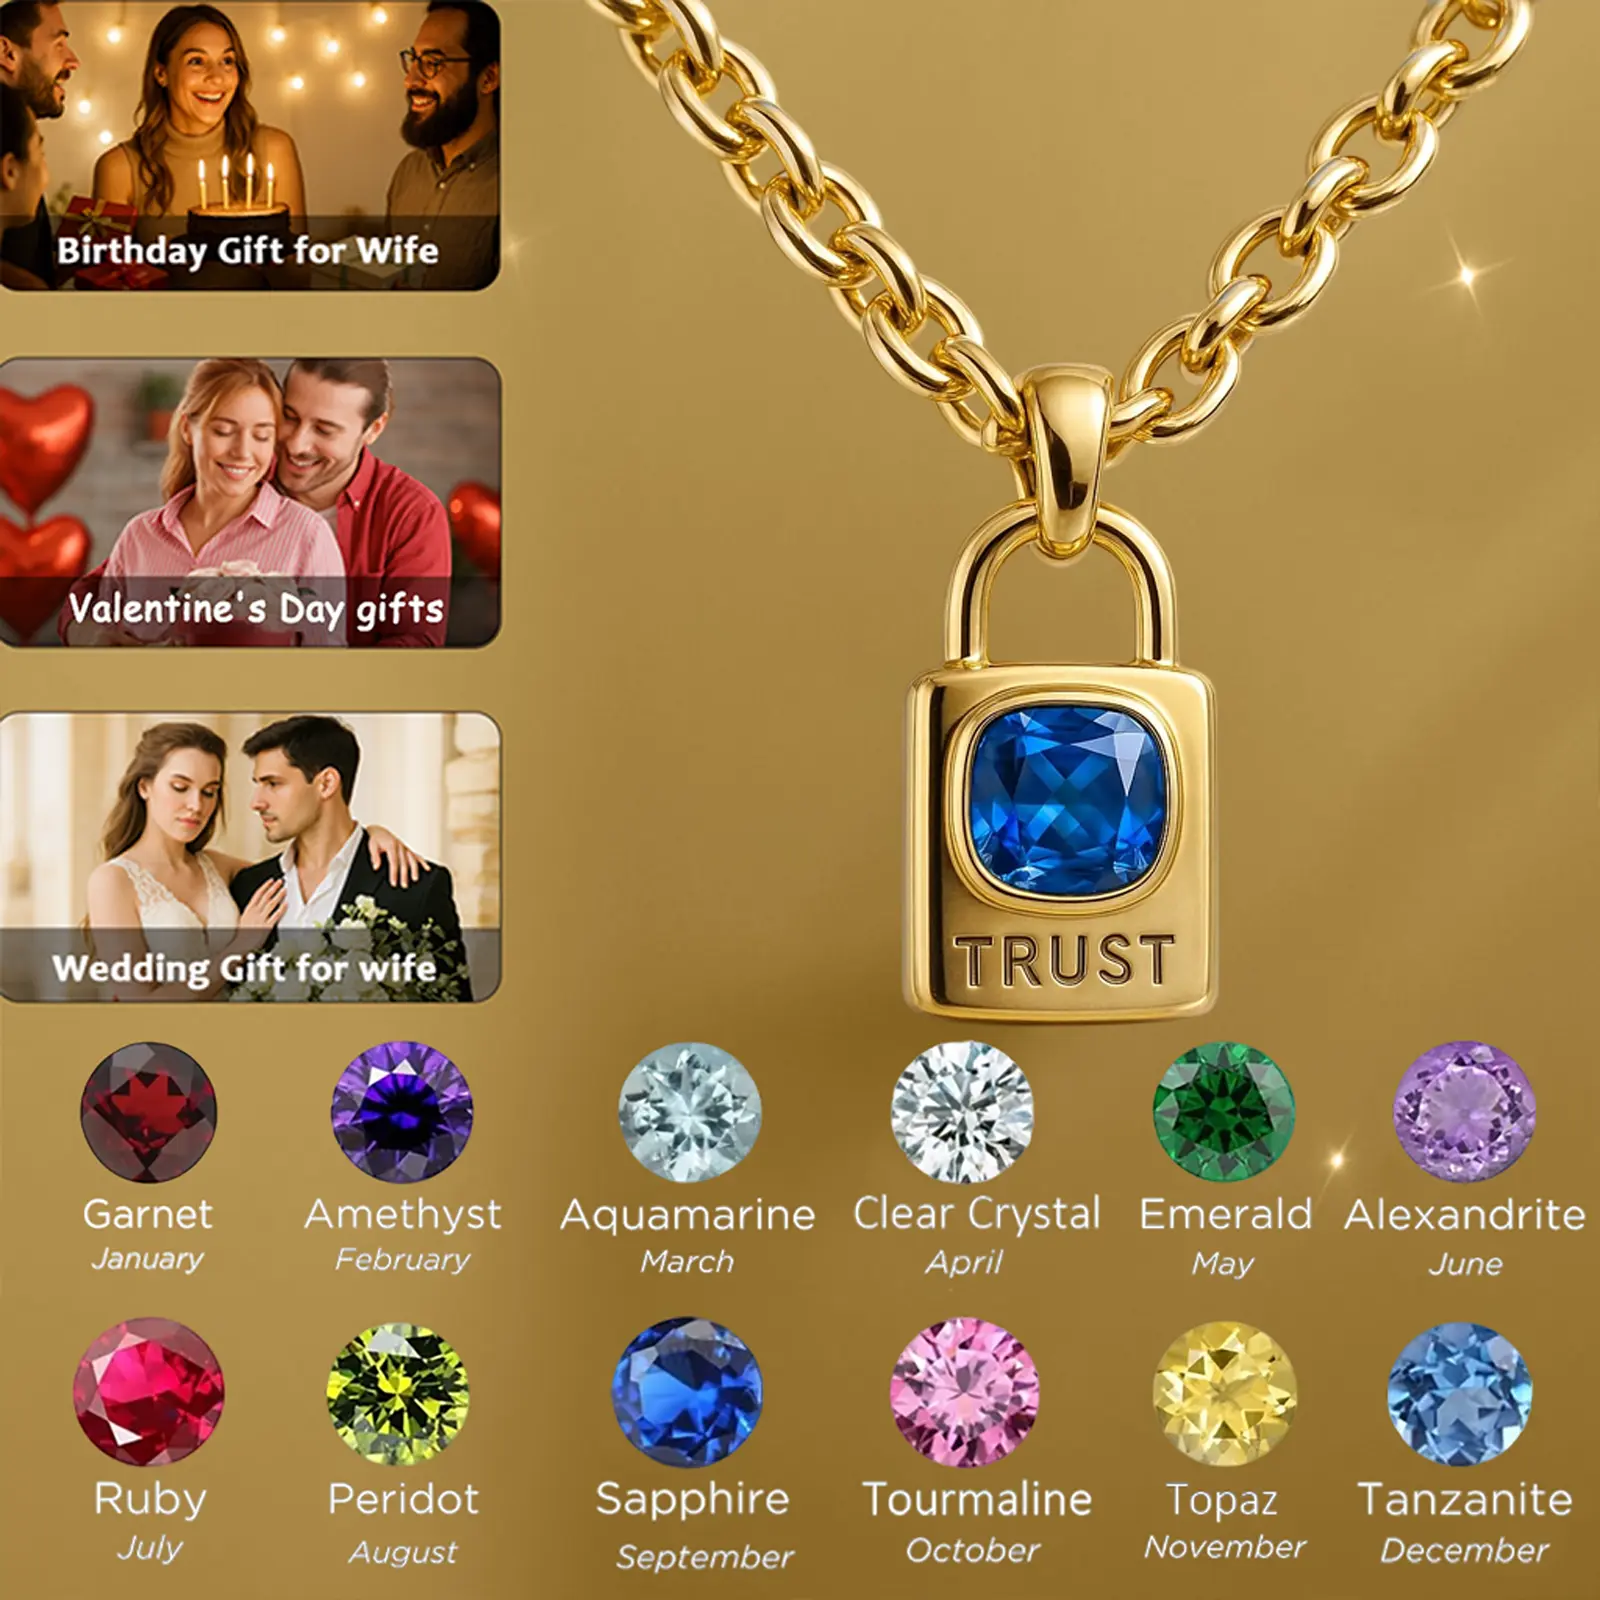 Birthday Gift for Wife
Valentine's Day gifts
Wedding Gift for wife
TRUST
Garnet
January
Amethyst
February
Aquamarine
March
Clear Crystal
April
Emerald
May
Alexandrite
June
Ruby
July
Peridot
August
Sapphire
September
Tourmaline
October
Topaz
November
Tanzanite
December